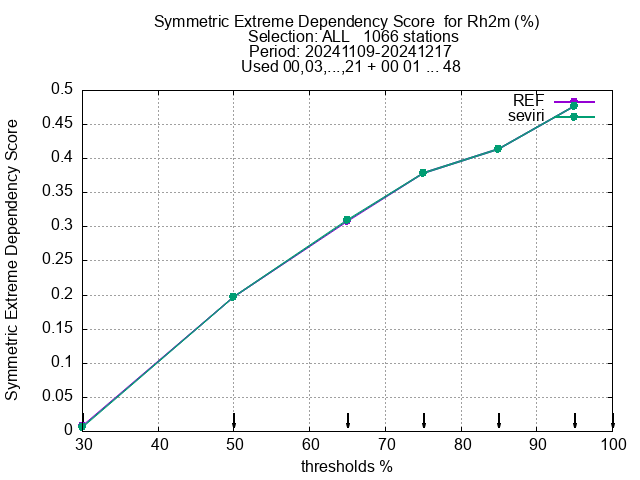 Symmetric Extreme Dependency Score  for Rh2m (%)
Selection: ALL   1066 stations
Period: 20241109-20241217
Used 00,03,...,21 + 00 01 ... 48
REF
seviri
Symmetric Extreme Dependency Score
0.5
0.45
0.4
0.35
0.3
0.25
0.2
0.15
0.1
0.05
0
30 40 50 60 70 80 90 100
thresholds %